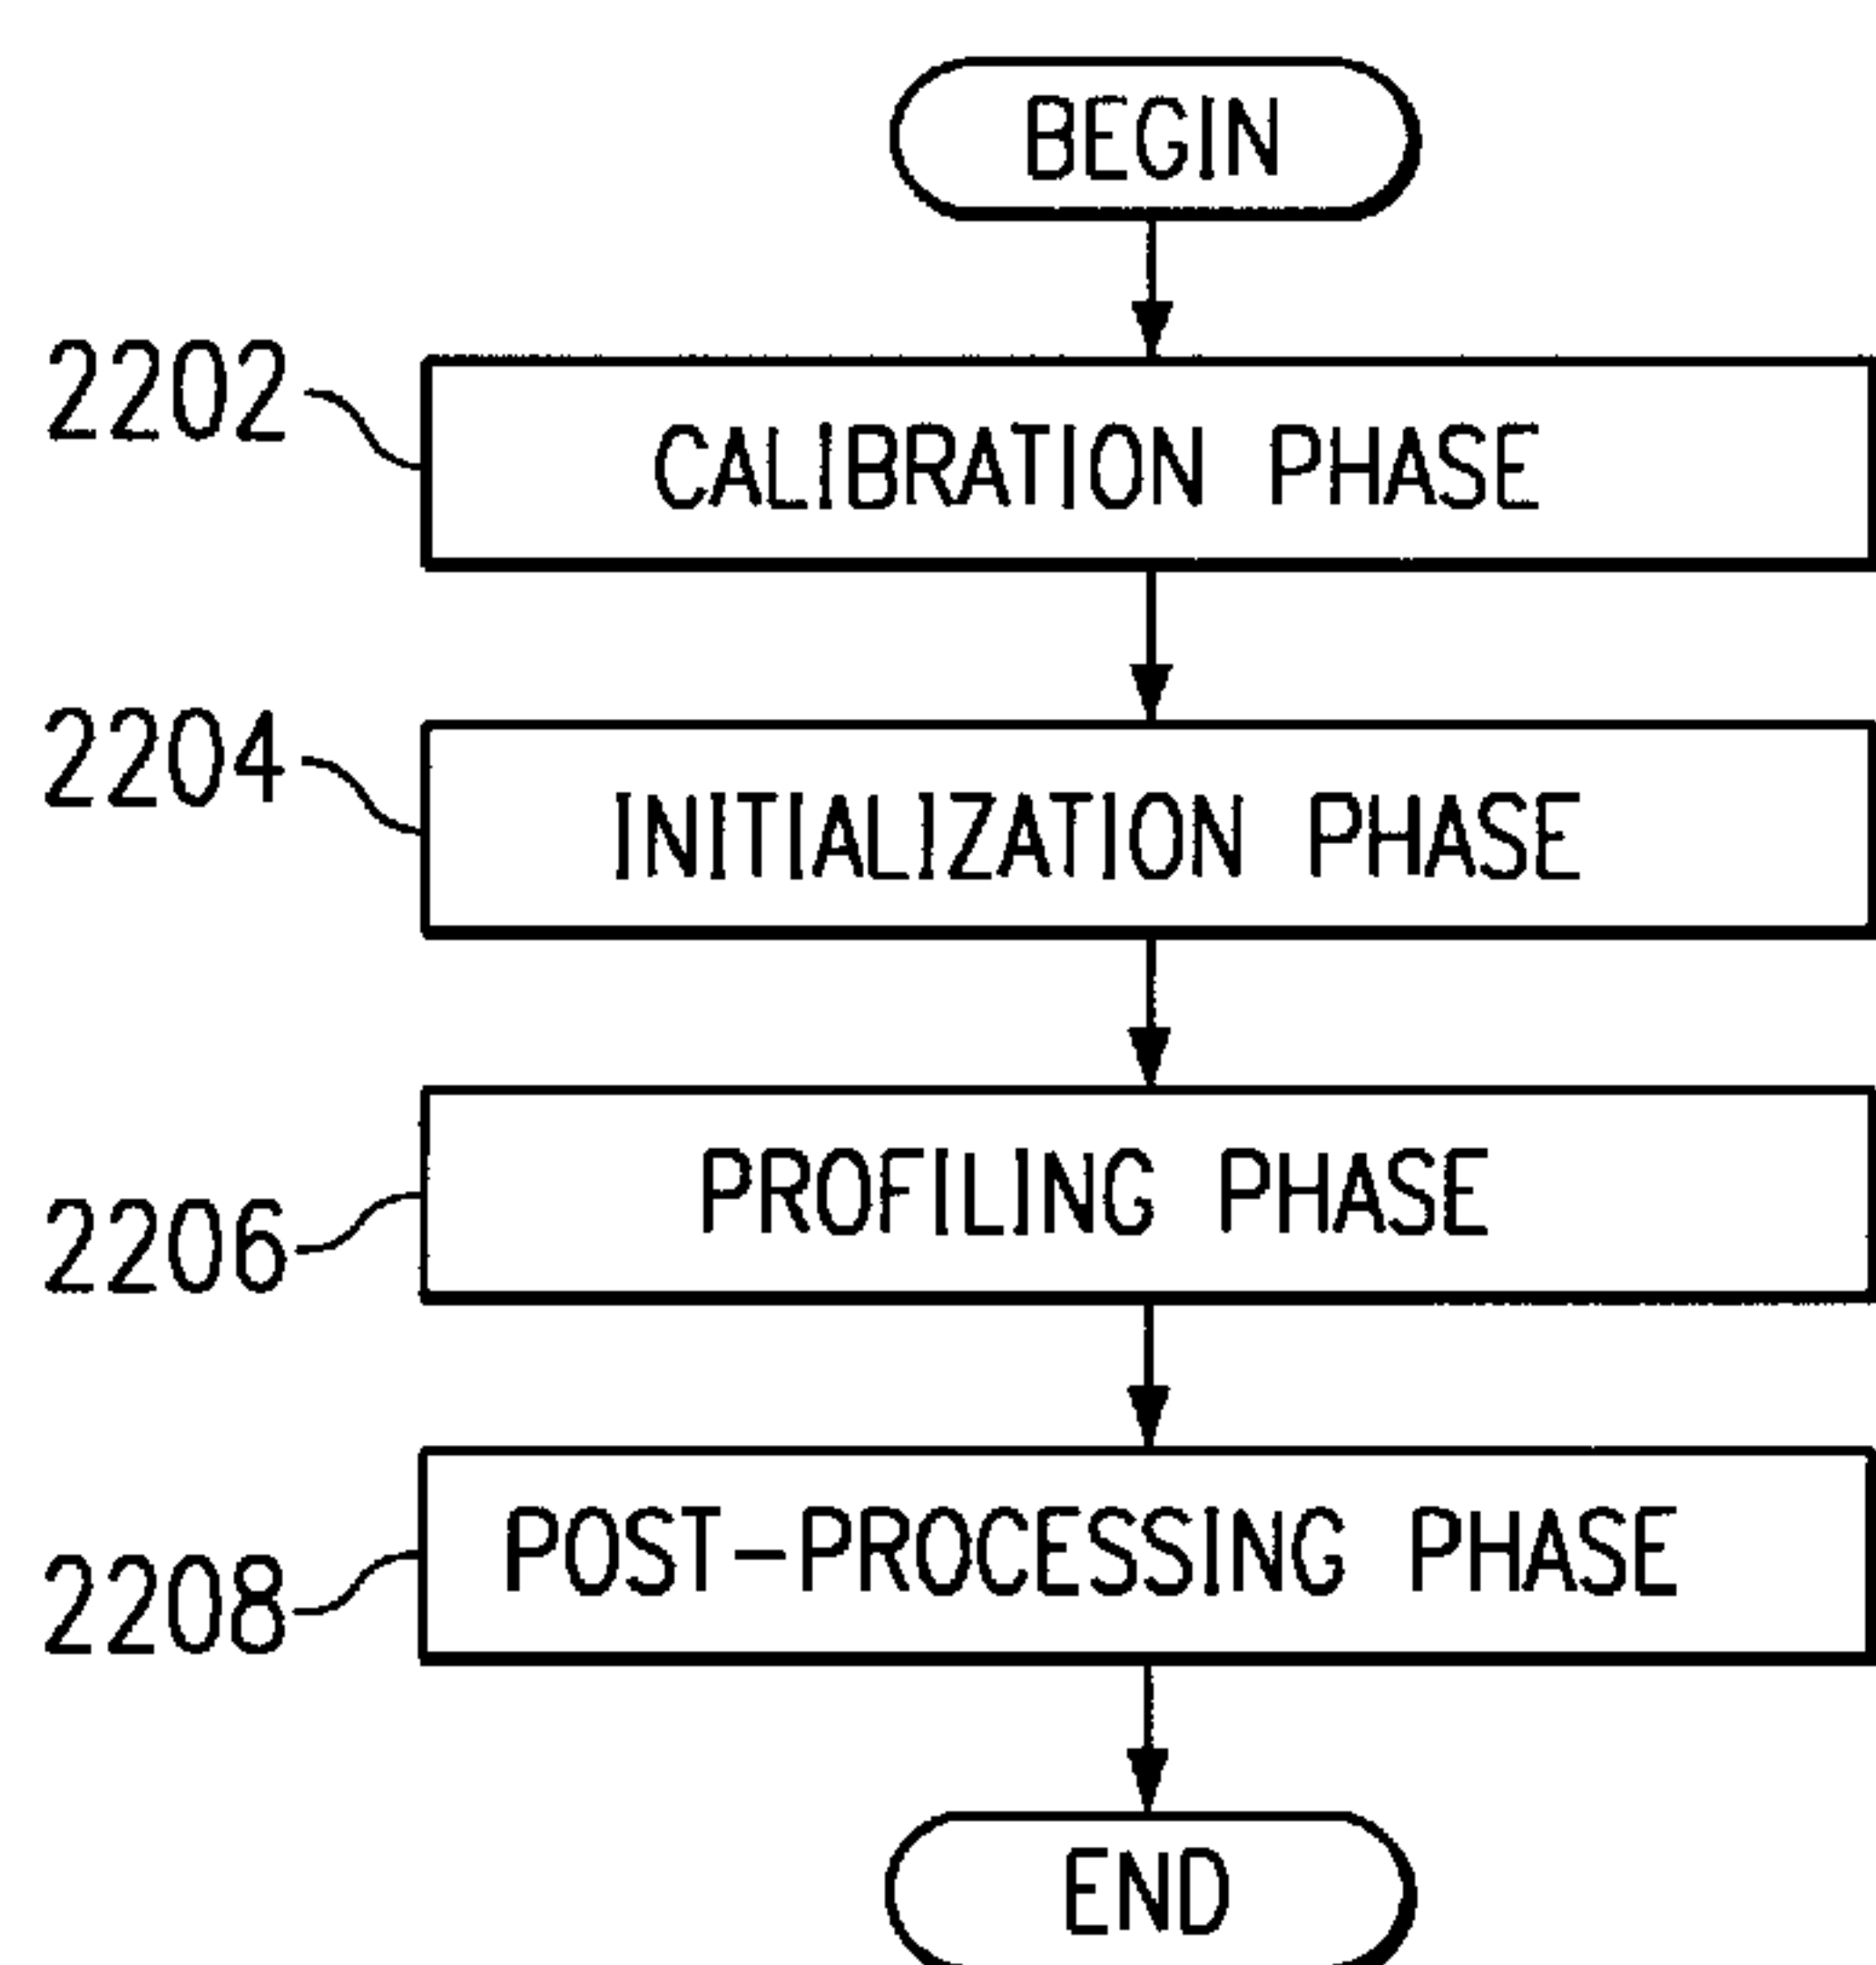 BEGIN
2202
CALIBRATION PHASE
2204
INITIALIZATION PHASE
2206
PROFILING PHASE
2208
POST-PROCESSING PHASE
END